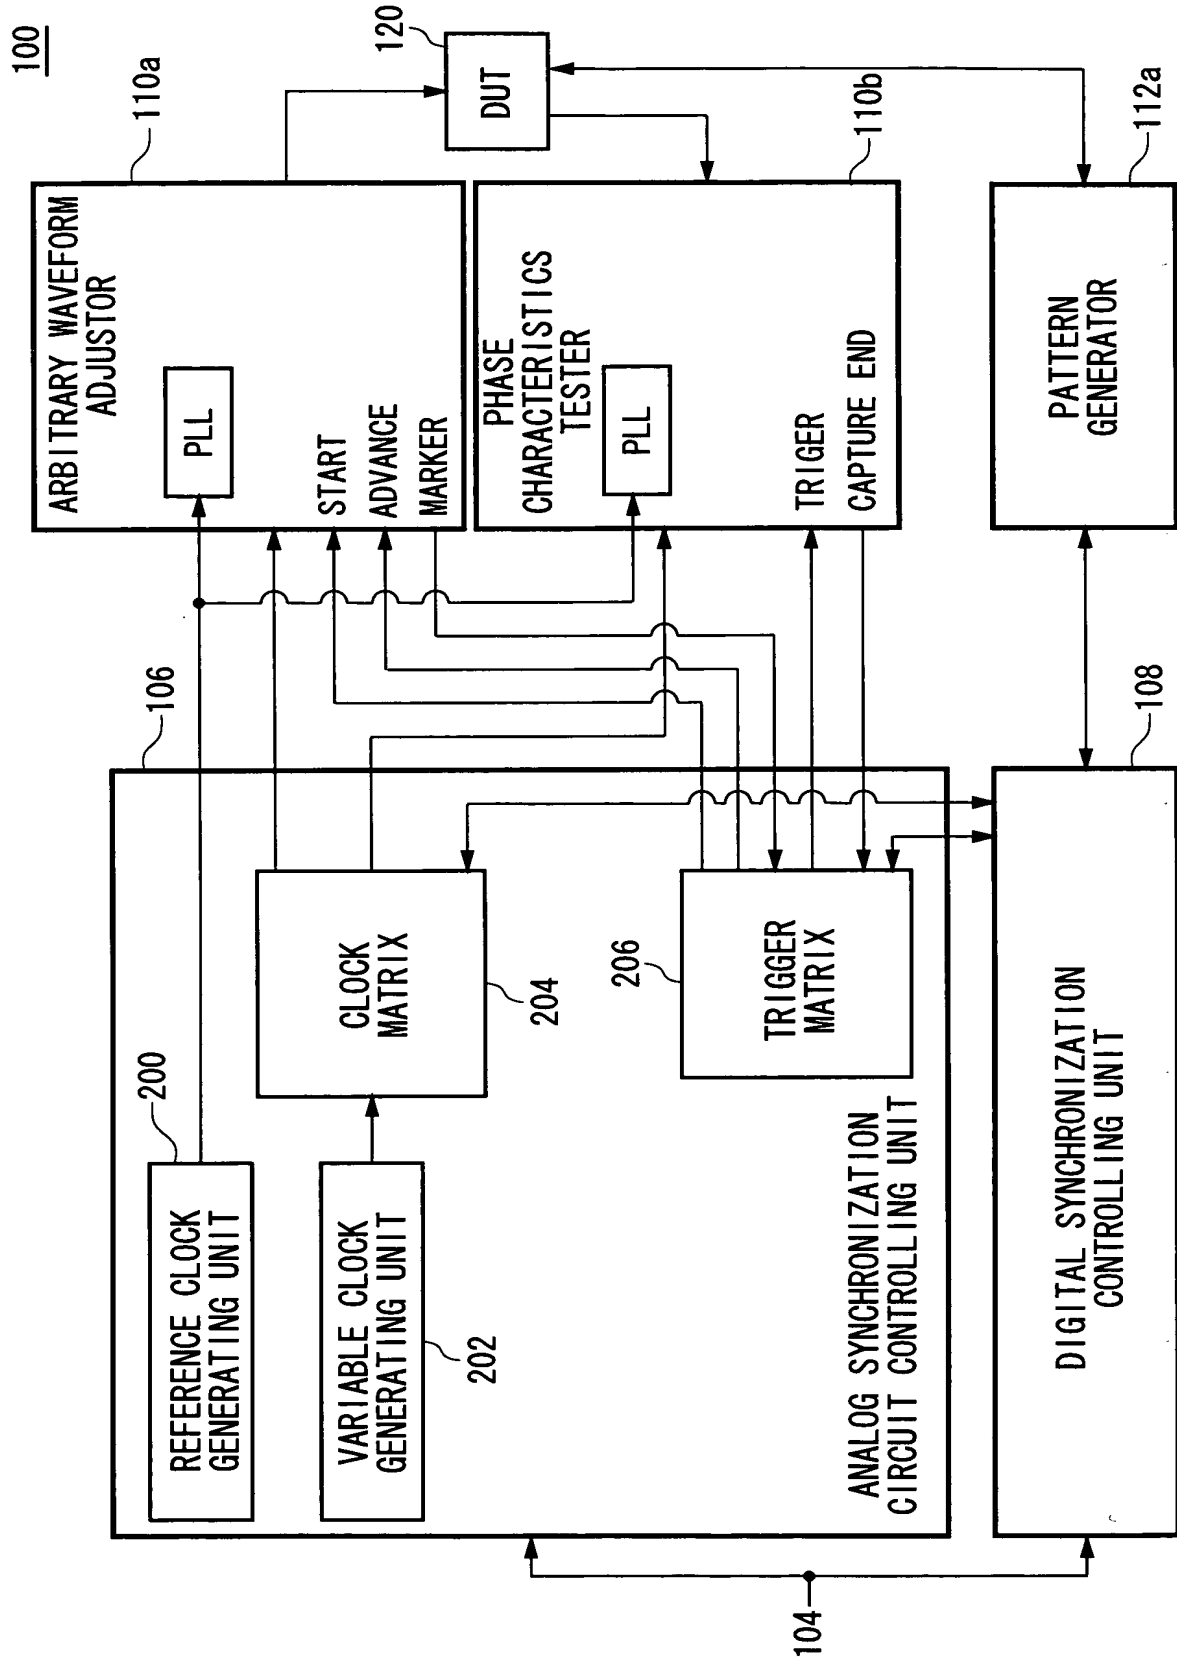 100
106
110a
120
200
REFERENCE CLOCK
GENERATING UNIT
VARIABLE CLOCK
GENERATING UNIT
202
CLOCK
MATRIX
204
206
TRIGGER
MATRIX
ANALOG SYNCHRONIZATION
CIRCUIT CONTROLLING UNIT
ARBITRARY WAVEFORM
ADJUSTOR
PLL
START
ADVANCE
MARKER
DUT
PHASE
CHARACTERISTICS
TESTER
PLL
TRIGER
CAPTURE END
110b
104
108
DIGITAL SYNCHRONIZATION
CONTROLLING UNIT
PATTERN
GENERATOR
112a